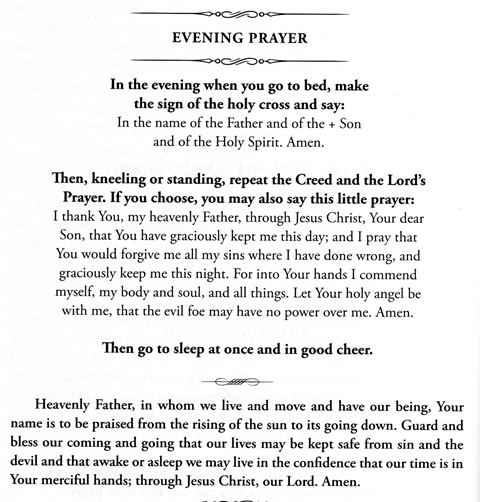 EVENING PRAYER
In the evening when you go to bed, make
the sign of the holy cross and say:
In the name of the Father and of the + Son
and of the Holy Spirit. Amen.
Then, kneeling or standing, repeat the Creed and the Lord's
Prayer. If you choose, you may also say this little prayer:
I thank You, my heavenly Father, through Jesus Christ, Your dear
Son, that You have graciously kept me this day; and I pray that
You would forgive me all my sins where I have done wrong, and
graciously keep me this night. For into Your hands I commend
myself, my body and soul, and all things. Let Your holy angel be
with me, that the evil foe may have no power over me. Amen.
Then go to sleep at once and in good cheer.
Heavenly Father, in whom we live and move and have our being, Your
name is to be praised from the rising of the sun to its going down. Guard and
bless our coming and going that our lives may be kept safe from sin and the
devil and that awake or asleep we may live in the confidence that our time is in
Your merciful hands; through Jesus Christ, our Lord. Amen.